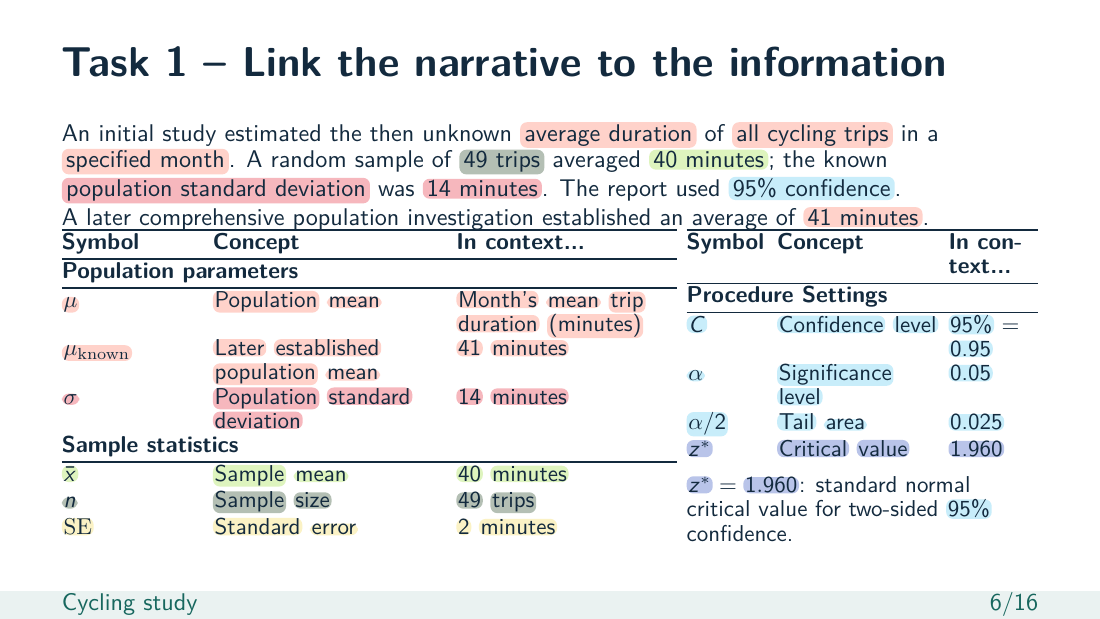 Task 1 – Link the narrative to the information
An initial study estimated the then unknown average duration of all cycling trips in a
specified month. A random sample of 49 trips averaged 40 minutes; the known
population standard deviation was 14 minutes. The report used 95% confidence.
A later comprehensive population investigation established an average of 41 minutes.
Symbol Concept In context...
Population parameters
μ Population mean Month's mean trip
duration (minutes)
μknown Later established 41 minutes
population mean
σ Population standard 14 minutes
deviation
Sample statistics
x̄ Sample mean 40 minutes
n Sample size 49 trips
SE Standard error 2 minutes
Symbol Concept In con-
text...
Procedure Settings
C Confidence level 95% =
0.95
α Significance 0.05
level
α/2 Tail area 0.025
z* Critical value 1.960
z* = 1.960: standard normal
critical value for two-sided 95%
confidence.
Cycling study 6/16